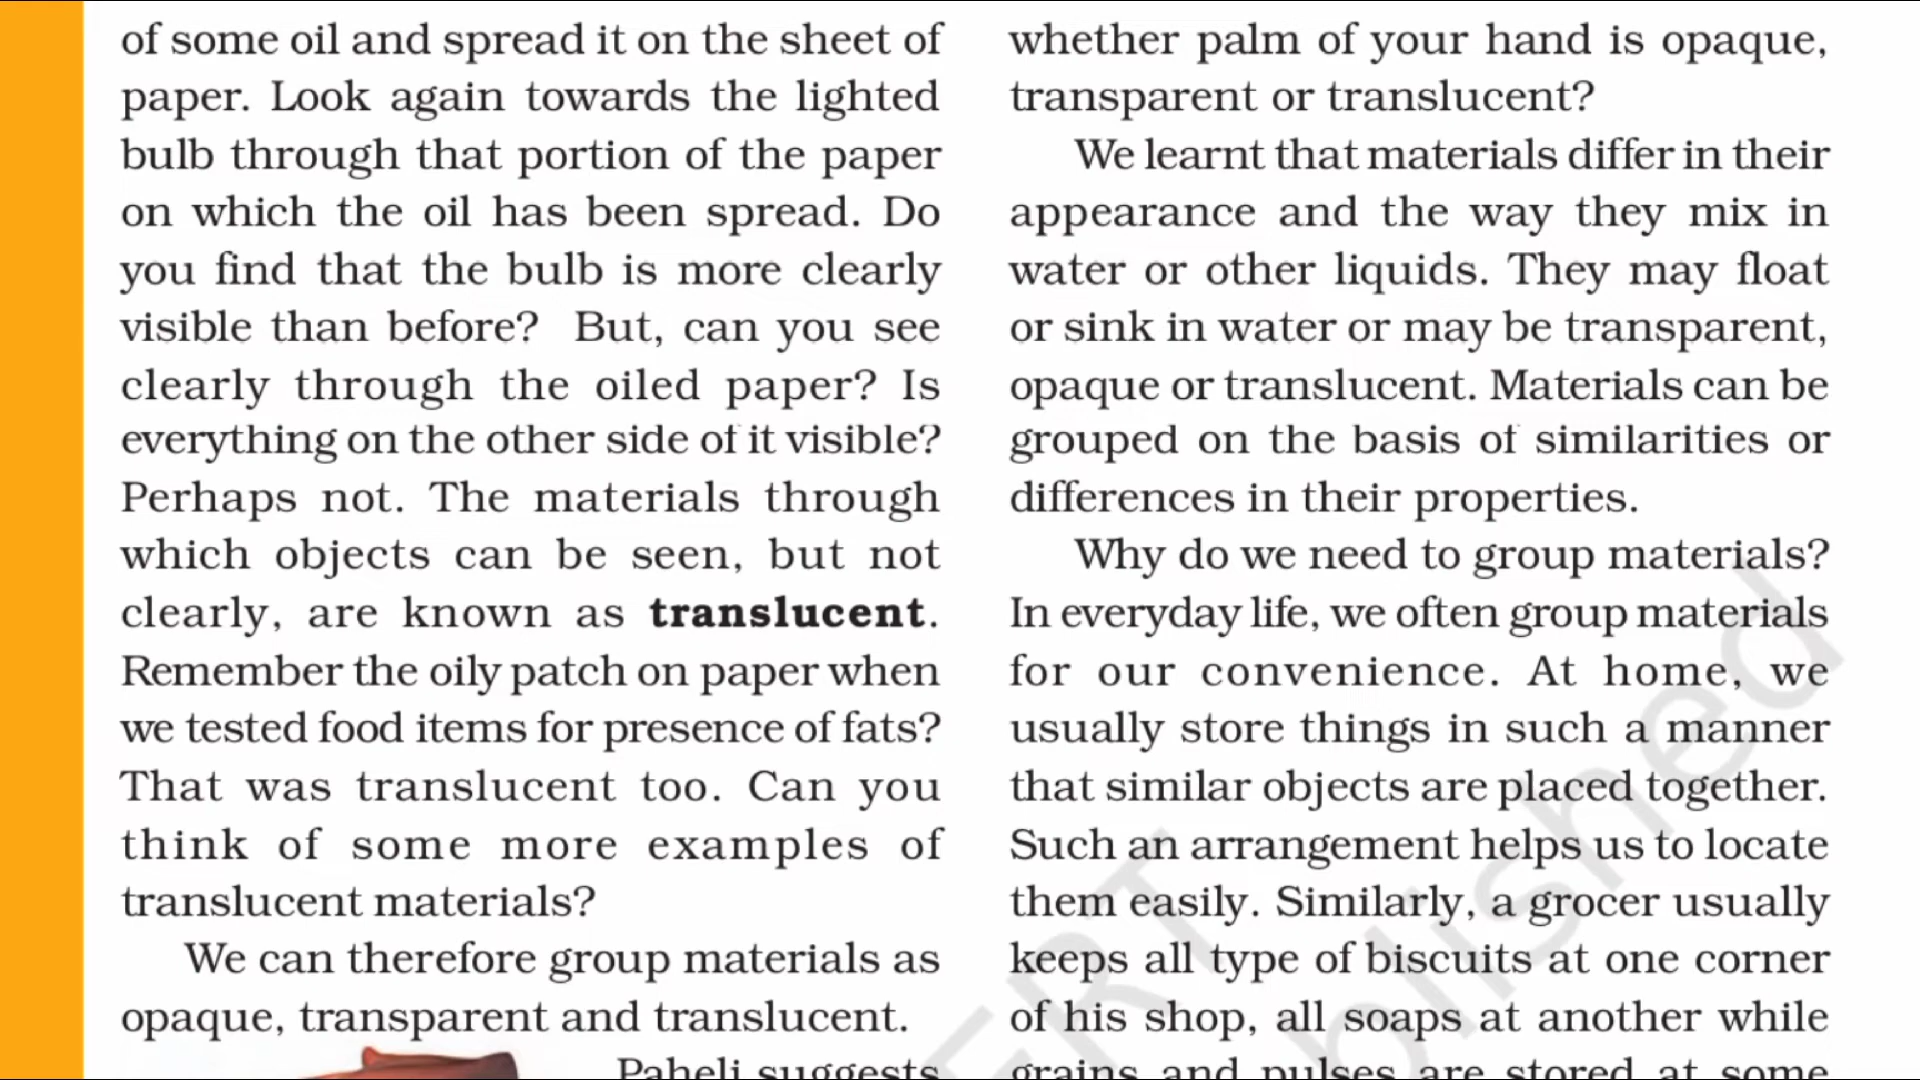 of some oil and spread it on the sheet of
paper. Look again towards the lighted
bulb through that portion of the paper
on which the oil has been spread. Do
you find that the bulb is more clearly
visible than before? But, can you see
clearly through the oiled paper? Is
everything on the other side of it visible?
Perhaps not. The materials through
which objects can be seen, but not
clearly, are known as translucent.
Remember the oily patch on paper when
we tested food items for presence of fats?
That was translucent too. Can you
think of some more examples of
translucent materials?
We can therefore group materials as
opaque, transparent and translucent.
Paheli suggests
whether palm of your hand is opaque,
transparent or translucent?
We learnt that materials differ in their
appearance and the way they mix in
water or other liquids. They may float
or sink in water or may be transparent,
opaque or translucent. Materials can be
grouped on the basis of similarities or
differences in their properties.
Why do we need to group materials?
In everyday life, we often group materials
for our convenience. At home, we
usually store things in such a manner
that similar objects are placed together.
Such an arrangement helps us to locate
them easily. Similarly, a grocer usually
keeps all type of biscuits at one corner
of his shop, all soaps at another while
grains and pulses are stored at some